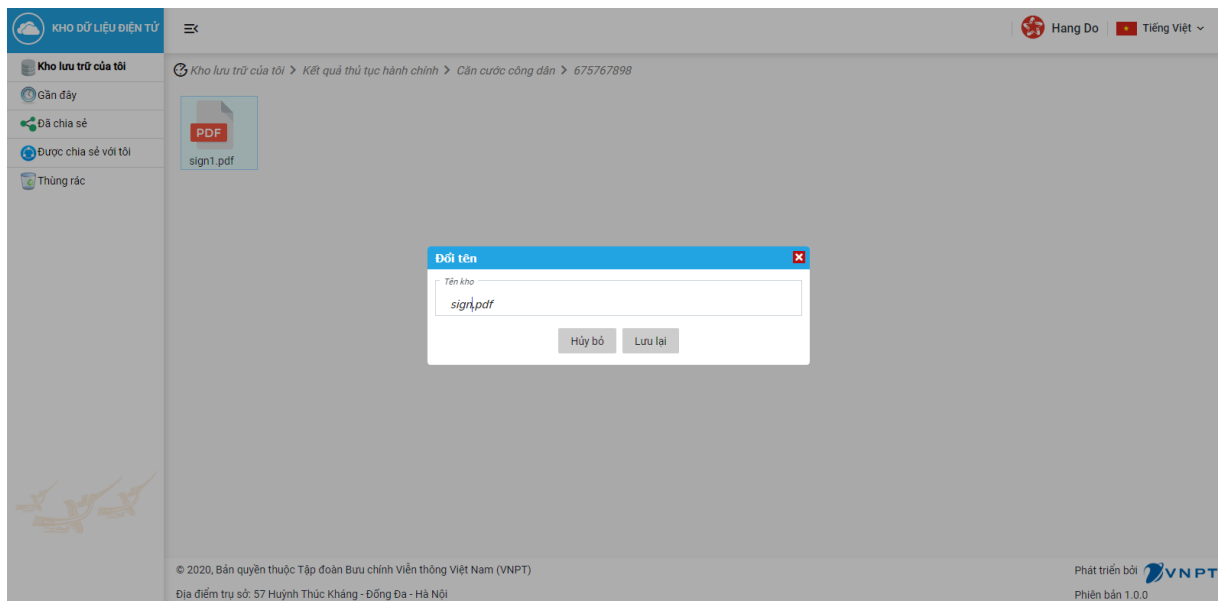 KHO DỮ LIỆU ĐIỆN TỬ
Hang Do
Tiếng Việt
Kho lưu trữ của tôi
Gần đây
Đã chia sẻ
Được chia sẻ với tôi
Thùng rác
Kho lưu trữ của tôi > Kết quả thủ tục hành chính > Căn cước công dân > 675767898
PDF
sign1.pdf
Đổi tên
Tên kho
sign.pdf
Hủy bỏ
Lưu lại
© 2020, Bản quyền thuộc Tập đoàn Bưu chính Viễn thông Việt Nam (VNPT)
Địa điểm trụ sở: 57 Huỳnh Thúc Kháng - Đống Đa - Hà Nội
Phát triển bởi VNPT
Phiên bản 1.0.0